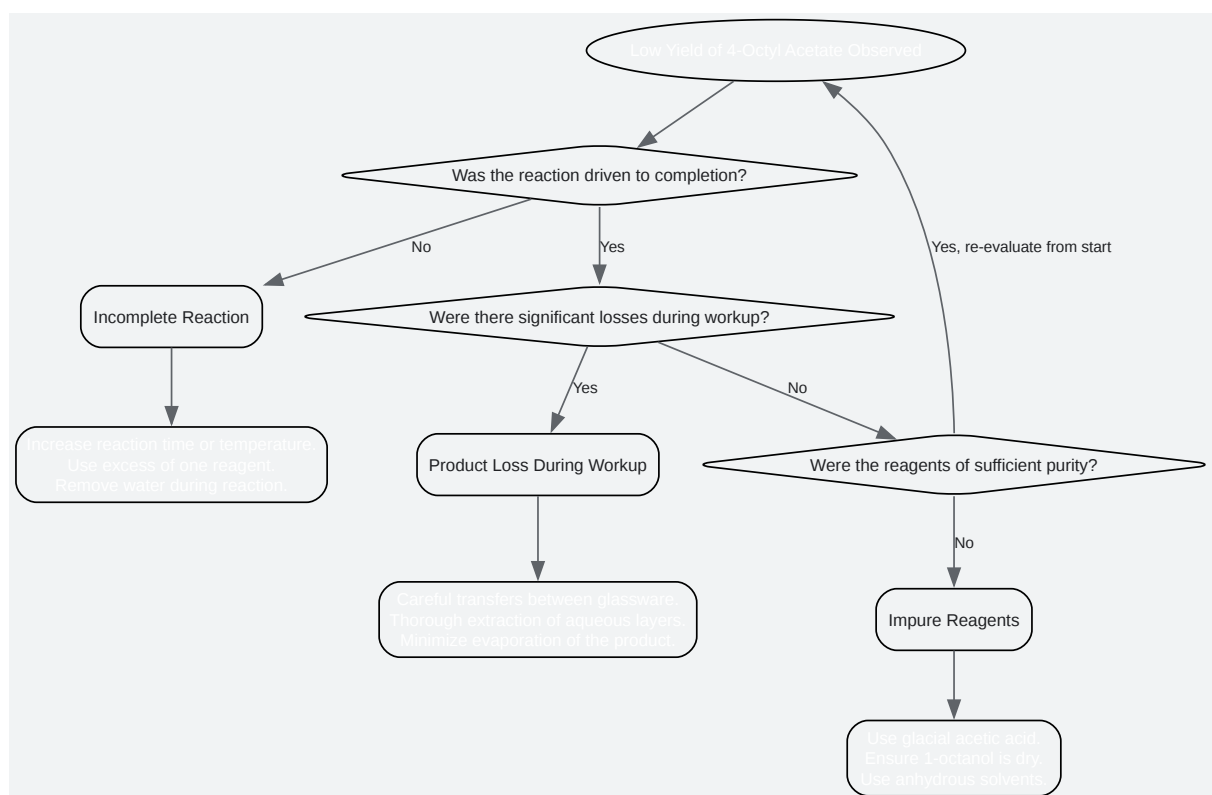 Low Yield of 4-Octyl Acetate Observed
Was the reaction driven to completion?
No
Yes
Yes, re-evaluate from start
Incomplete Reaction
Were there significant losses during workup?
Yes
No
Increase reaction time or temperature.
Use excess of one reagent.
Remove water during reaction.
Product Loss During Workup
Were the reagents of sufficient purity?
No
Careful transfers between glassware.
Thorough extraction of aqueous layers.
Minimize evaporation of the product.
Impure Reagents
Use glacial acetic acid.
Ensure 1-octanol is dry.
Use anhydrous solvents.